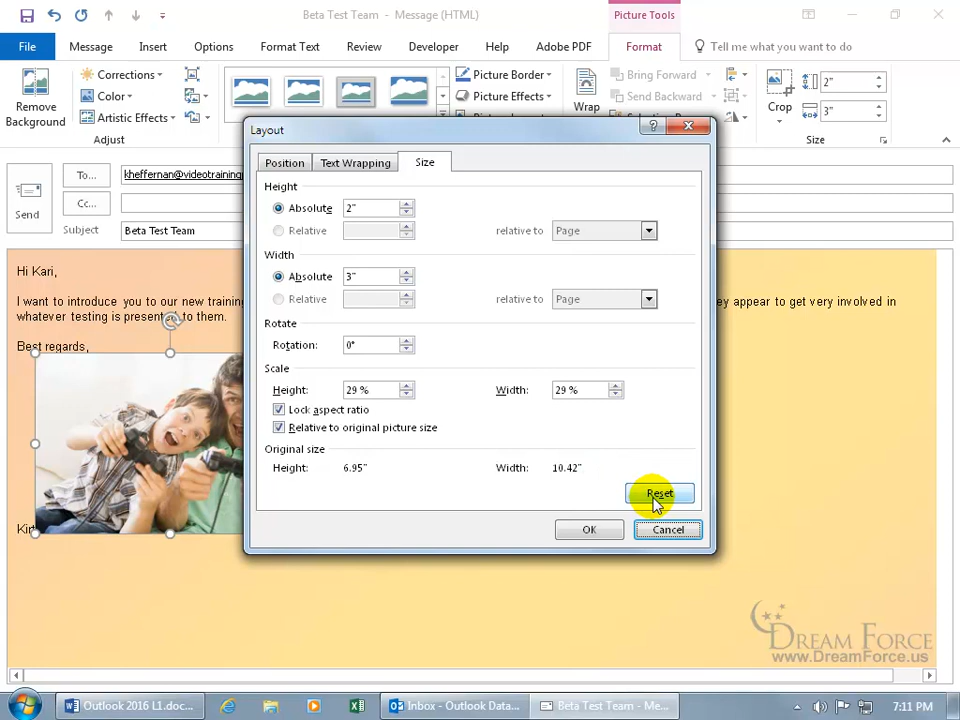 Beta Test Team - Message (HTML)
Picture Tools
File Message Insert Options Format Text Review Developer Help Adobe PDF Format Tell me what you want to do
Remove Background
Corrections
Color
Artistic Effects
Adjust
Picture Border
Picture Effects
Wrap
Bring Forward
Send Backward
Crop
2"
3"
Size
Layout
Position Text Wrapping Size
Height
Absolute 2"
Relative relative to Page
Width
Absolute 3"
Relative relative to Page
Rotate
Rotation: 0°
Scale
Height: 29 % Width: 29 %
Lock aspect ratio
Relative to original picture size
Original size
Height: 6.95" Width: 10.42"
Reset
OK Cancel
Send
To...
Cc...
Subject Beta Test Team
Hi Kari,
I want to introduce you to our new training
ey appear to get very involved in
whatever testing is presented to them.
Best regards,
DREAM FORCE
www.DreamForce.us
Outlook 2016 L1.doc...
Inbox - Outlook Data...
Beta Test Team - Me...
7:11 PM